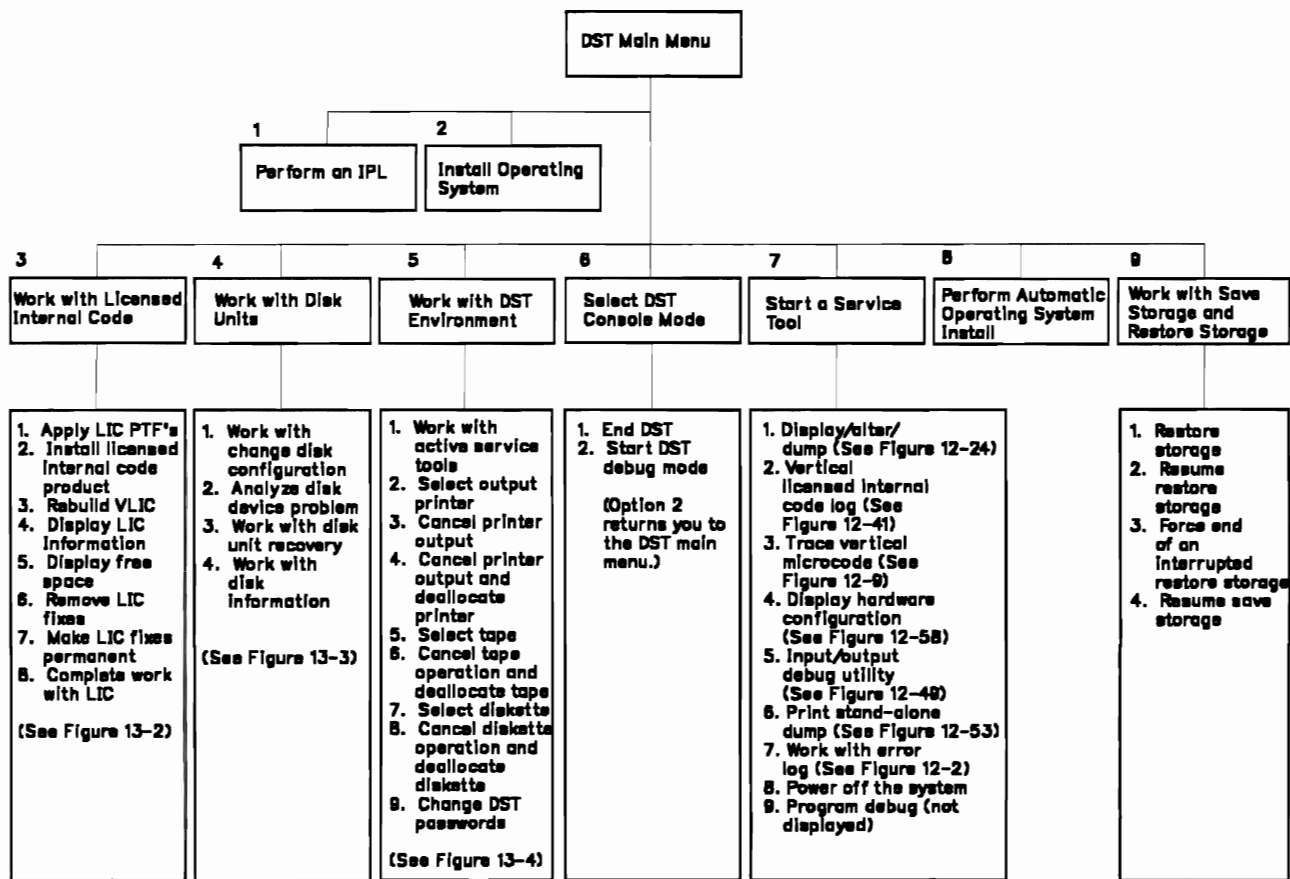 DST Main Menu
1
Perform an IPL
2
Install Operating
System
3
Work with Licensed
Internal Code
4
Work with Disk
Units
5
Work with DST
Environment
6
Select DST
Console Mode
7
Start a Service
Tool
8
Perform Automatic
Operating System
Install
9
Work with Save
Storage and
Restore Storage
1. Apply LIC PTF's
2. Install licensed
internal code
product
3. Rebuild VLIC
4. Display LIC
Information
5. Display free
space
6. Remove LIC
fixes
7. Make LIC fixes
permanent
8. Complete work
with LIC
(See Figure 13-2)
1. Work with
change disk
configuration
2. Analyze disk
device problem
3. Work with disk
unit recovery
4. Work with
disk
information
(See Figure 13-3)
1. Work with
active service
tools
2. Select output
printer
3. Cancel printer
output
4. Cancel printer
output and
deallocate
printer
5. Select tape
6. Cancel tape
operation and
deallocate tape
7. Select diskette
8. Cancel diskette
operation and
deallocate
diskette
9. Change DST
passwords
(See Figure 13-4)
1. End DST
2. Start DST
debug mode
(Option 2
returns you to
the DST main
menu.)
1. Display/alter/
dump (See Figure 12-24)
2. Vertical
licensed internal
code log (See
Figure 12-41)
3. Trace vertical
microcode (See
Figure 12-9)
4. Display hardware
configuration
(See Figure 12-58)
5. Input/output
debug utility
(See Figure 12-49)
6. Print stand-alone
dump (See Figure 12-53)
7. Work with error
log (See Figure 12-2)
8. Power off the system
9. Program debug (not
displayed)
1. Restore
storage
2. Resume
restore
storage
3. Force end
of an
interrupted
restore storage
4. Resume save
storage